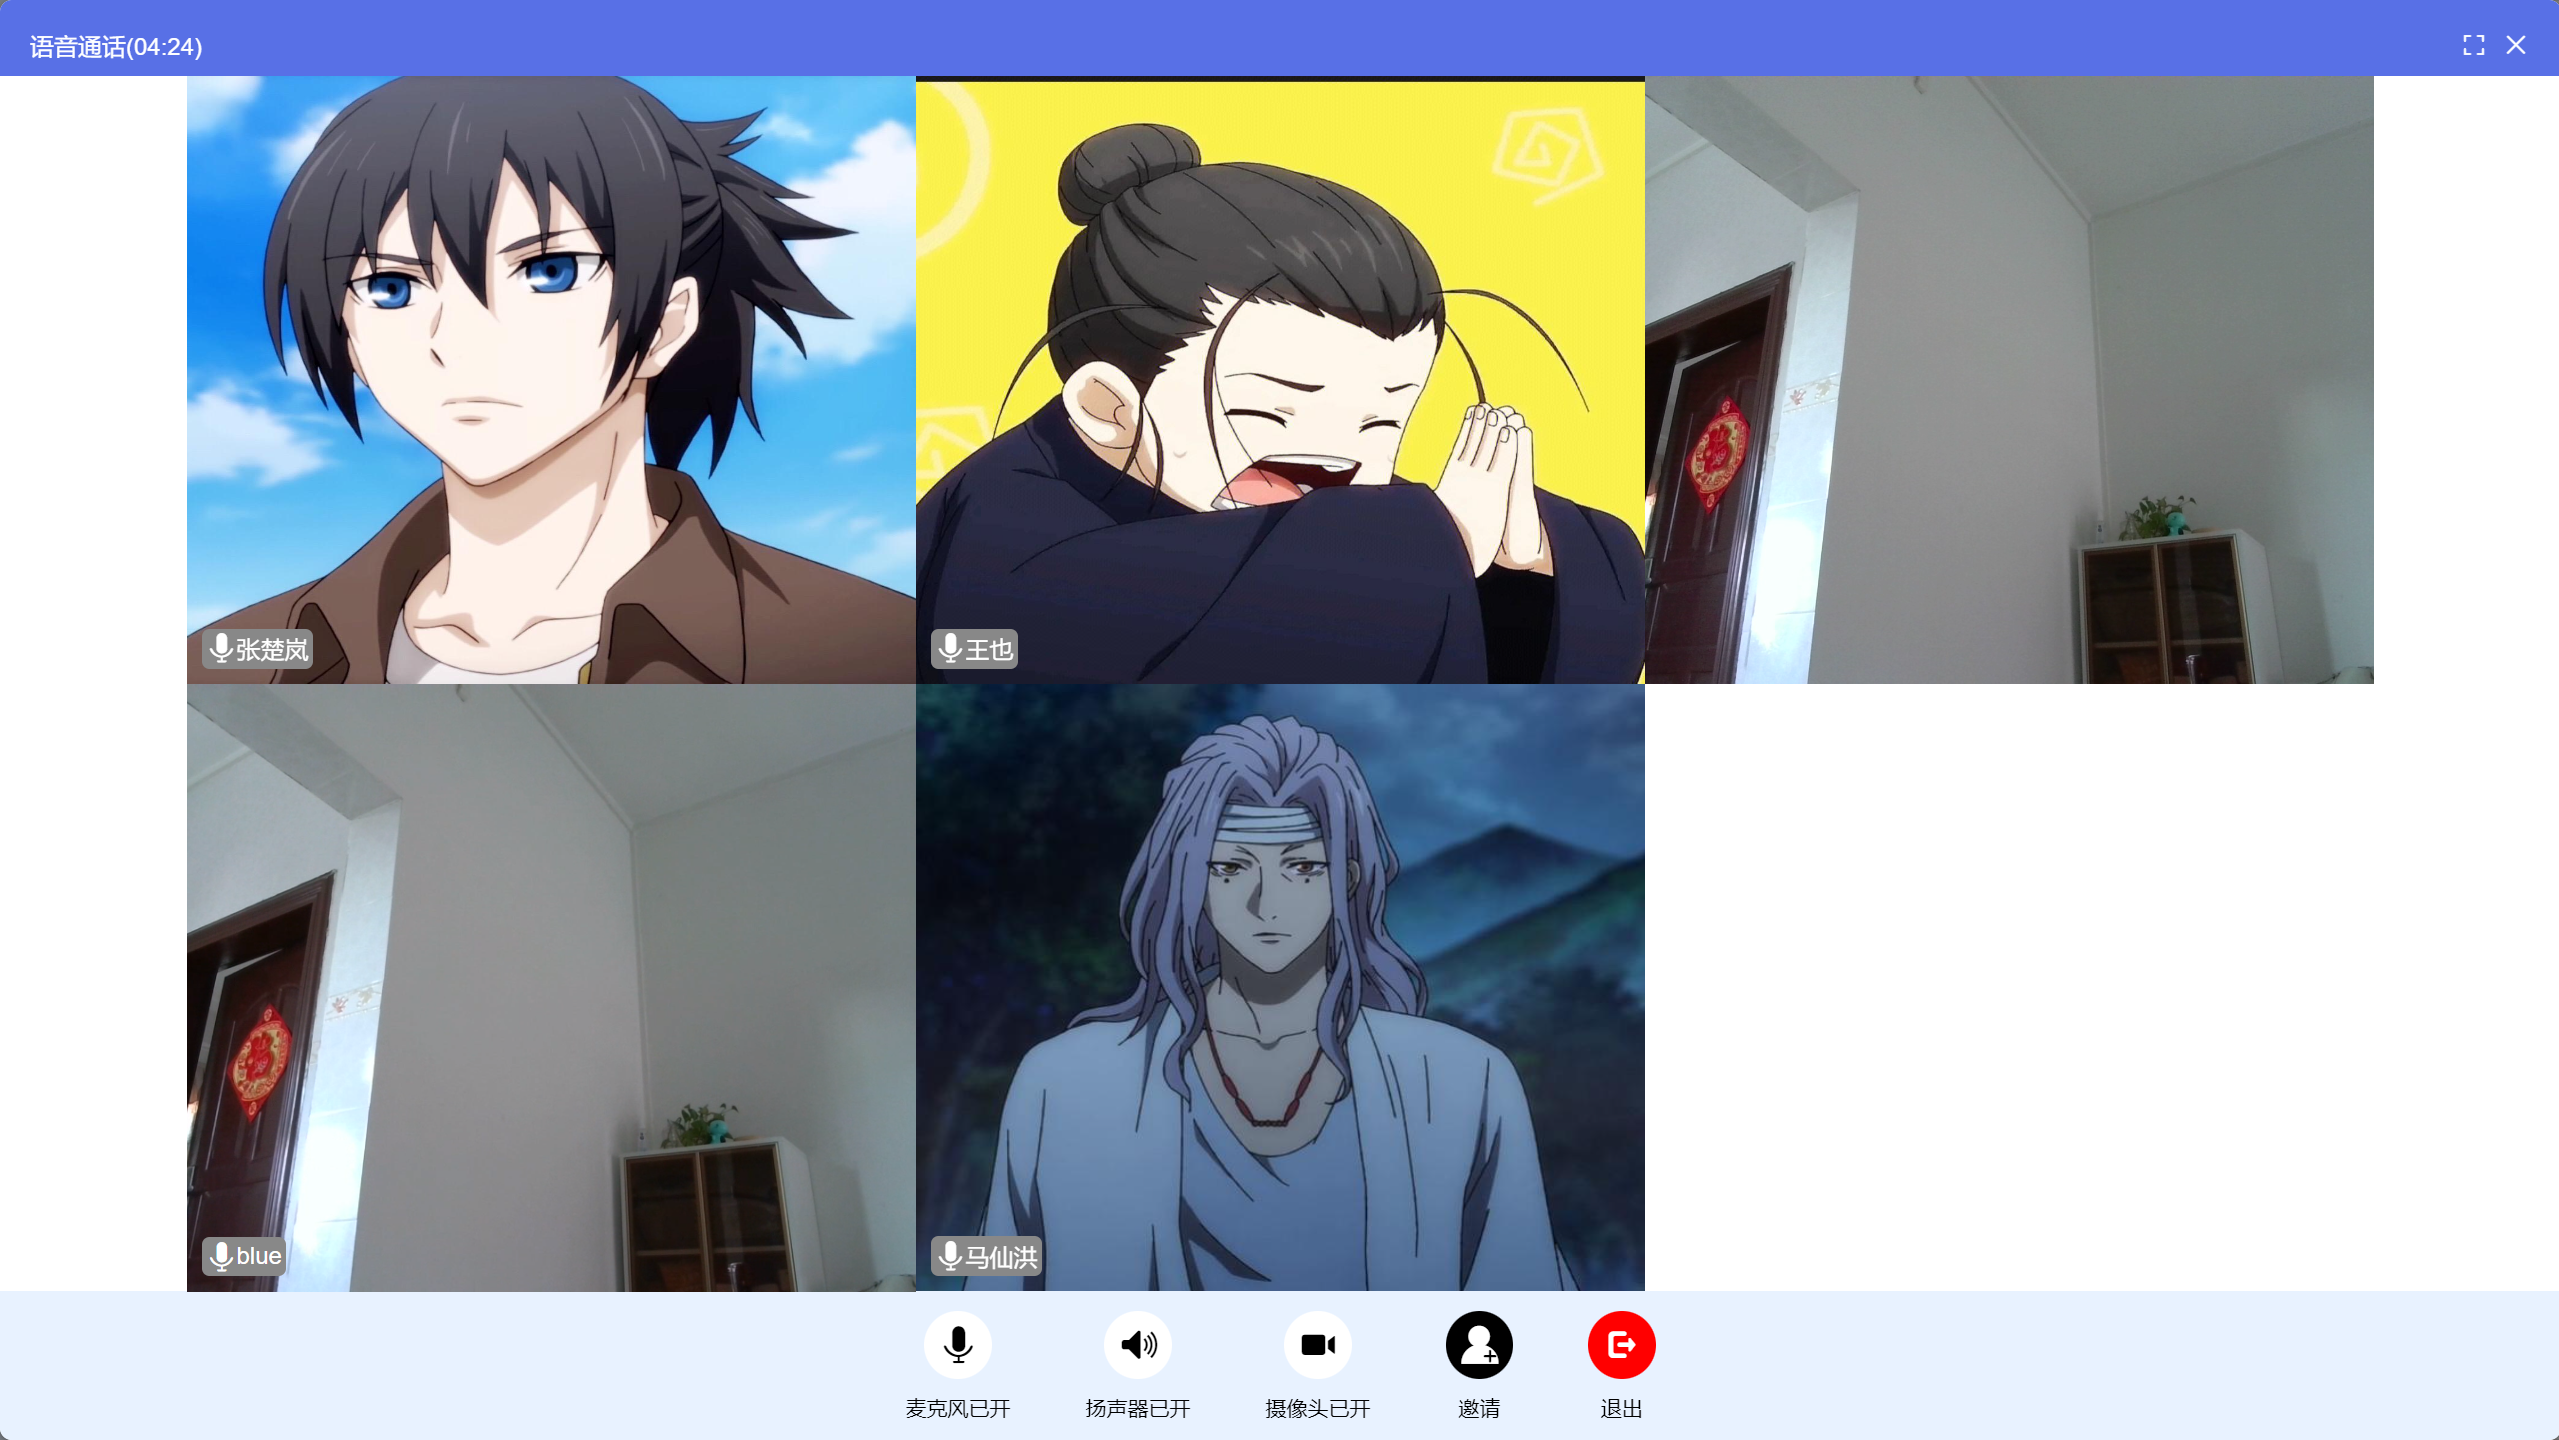 语音通话(04:24)
张楚岚
王也
blue
马仙洪
麦克风已开
扬声器已开
摄像头已开
邀请
退出